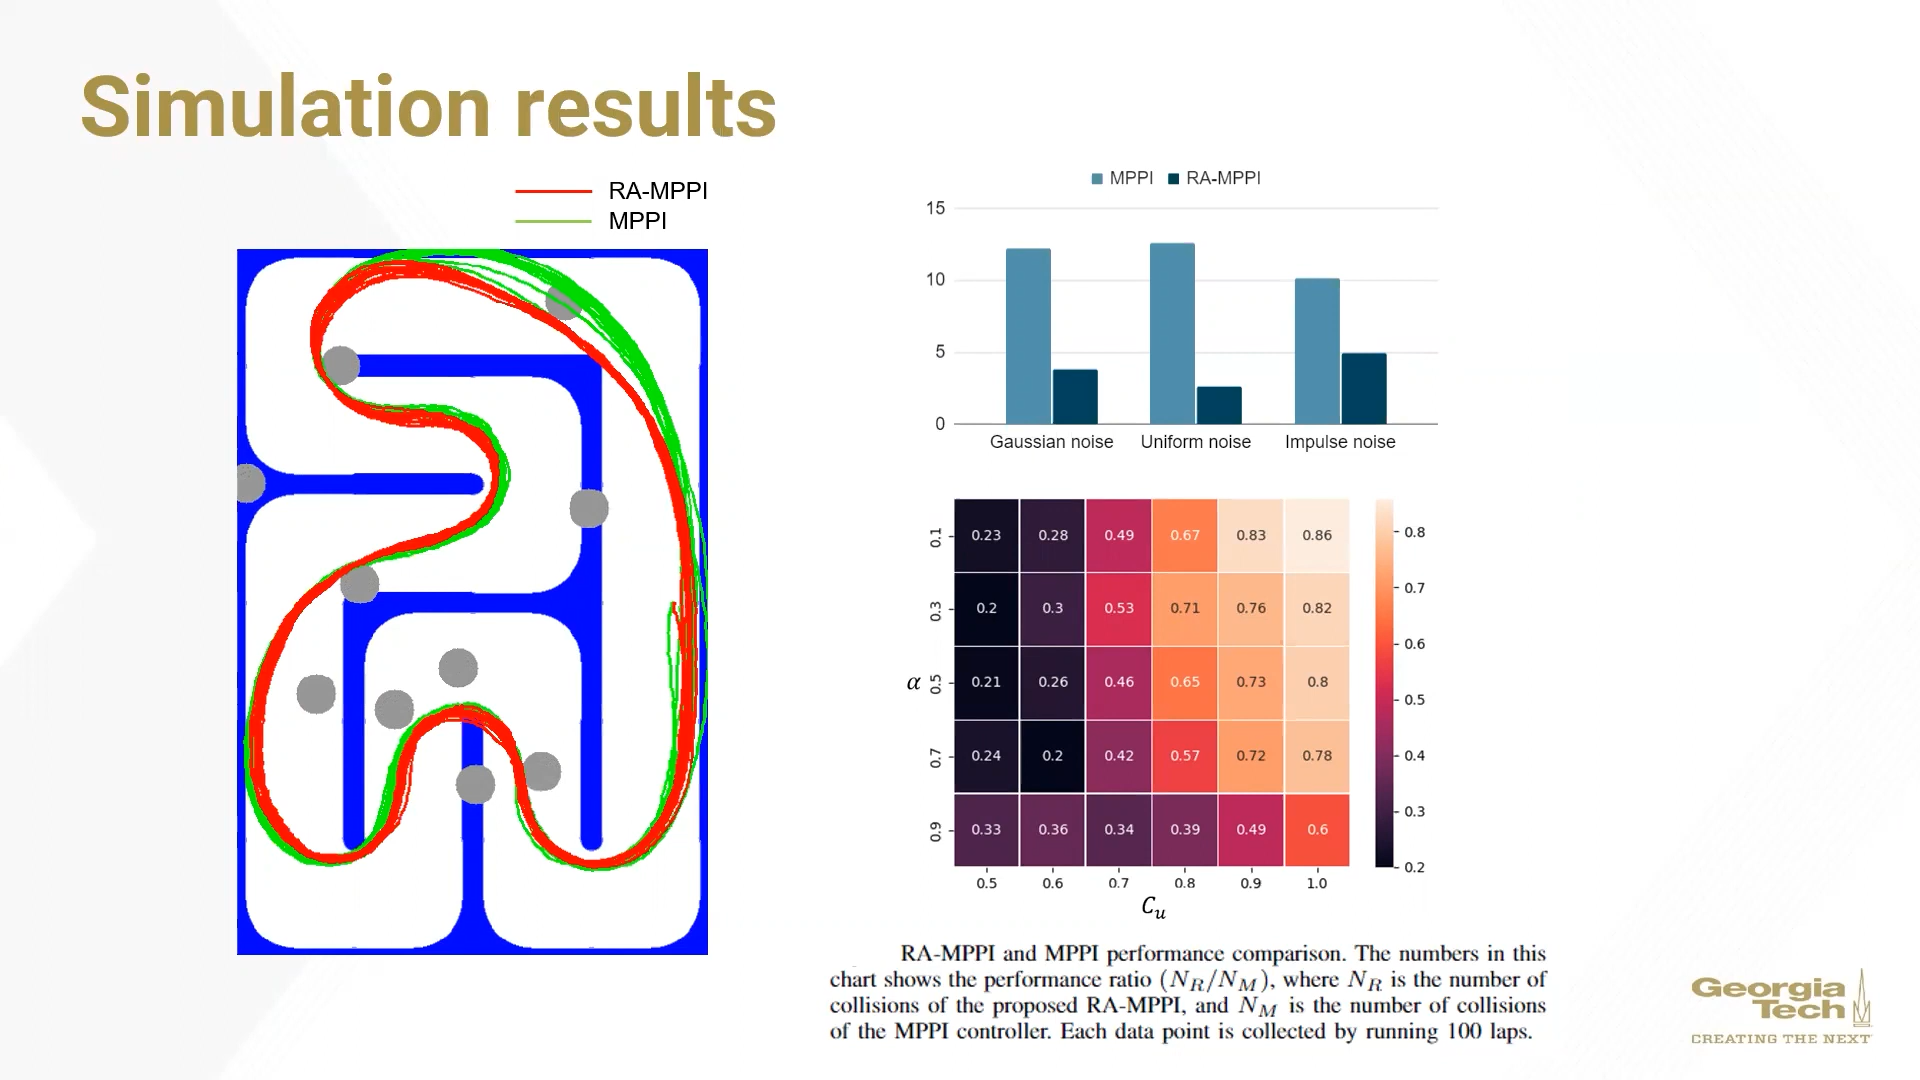 Simulation results
RA-MPPI
MPPI
MPPI RA-MPPI
15
10
5
0
Gaussian noise Uniform noise Impulse noise
0.1 0.23 0.28 0.49 0.67 0.83 0.86
0.3 0.2 0.3 0.53 0.71 0.76 0.82
α 0.5 0.21 0.26 0.46 0.65 0.73 0.8
0.7 0.24 0.2 0.42 0.57 0.72 0.78
0.9 0.33 0.36 0.34 0.39 0.49 0.6
0.5 0.6 0.7 0.8 0.9 1.0
C_u
0.8
0.7
0.6
0.5
0.4
0.3
0.2
RA-MPPI and MPPI performance comparison. The numbers in this
chart shows the performance ratio (N_R/N_M), where N_R is the number of
collisions of the proposed RA-MPPI, and N_M is the number of collisions
of the MPPI controller. Each data point is collected by running 100 laps.
Georgia
Tech
CREATING THE NEXT